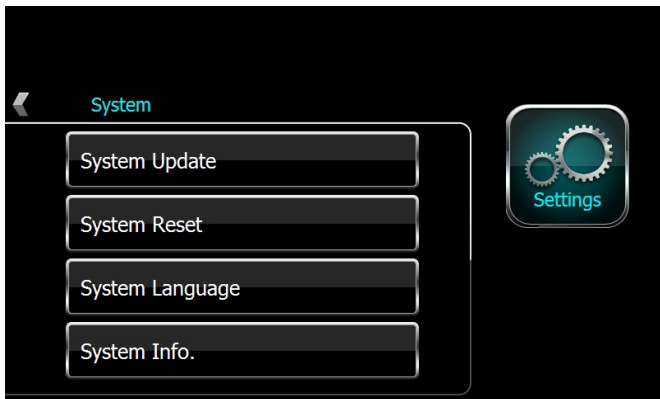 System
System Update
System Reset
System Language
System Info.
Settings